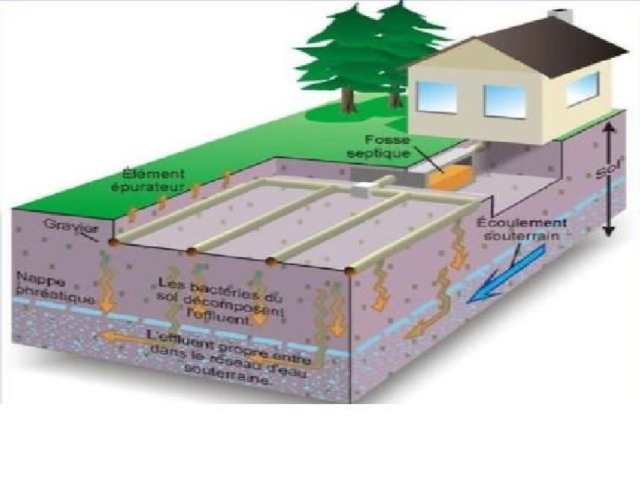 Fosse
septique
Élément
épurateur
Sol
Gravier
Écoulement
souterrain
Nappe
phréatique
Les bactéries du
sol décomposent
l'effluent.
L'effluent propre entre
dans le réseau d'eau
souterraine.